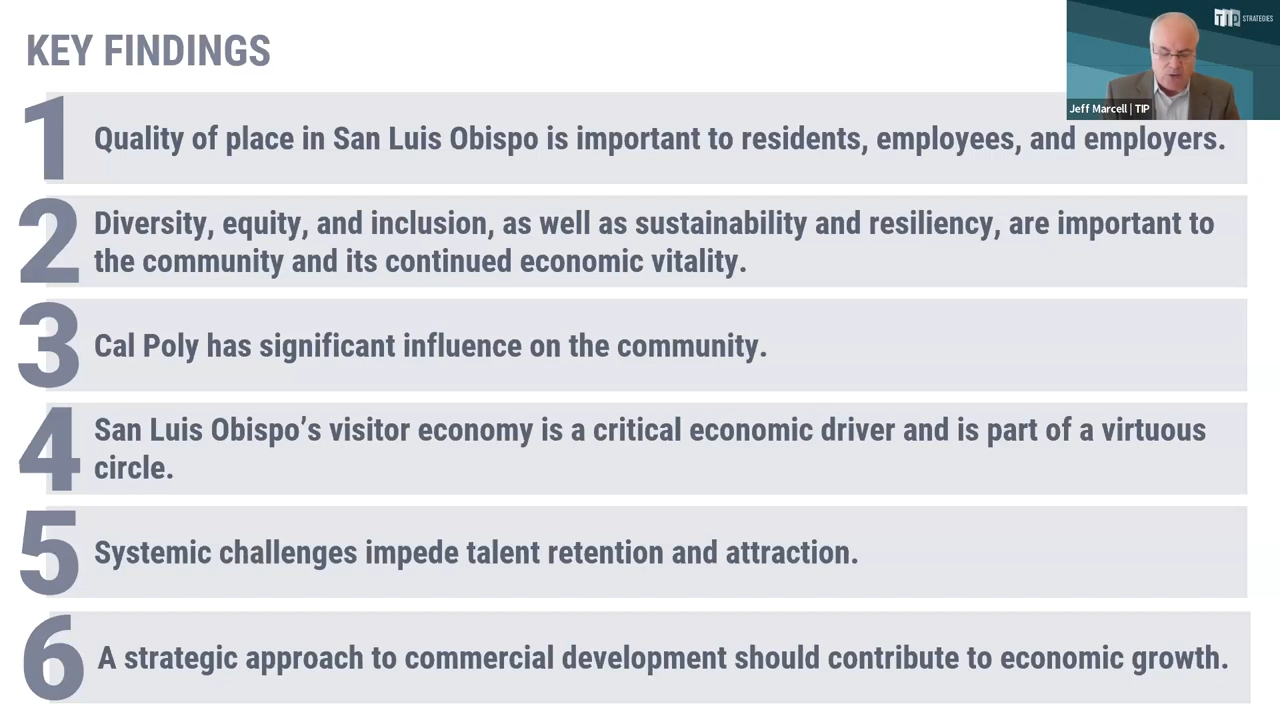 KEY FINDINGS
TIP STRATEGIES
Jeff Marcell | TIP
1
Quality of place in San Luis Obispo is important to residents, employees, and employers.
2
Diversity, equity, and inclusion, as well as sustainability and resiliency, are important to
the community and its continued economic vitality.
3
Cal Poly has significant influence on the community.
4
San Luis Obispo’s visitor economy is a critical economic driver and is part of a virtuous
circle.
5
Systemic challenges impede talent retention and attraction.
6
A strategic approach to commercial development should contribute to economic growth.